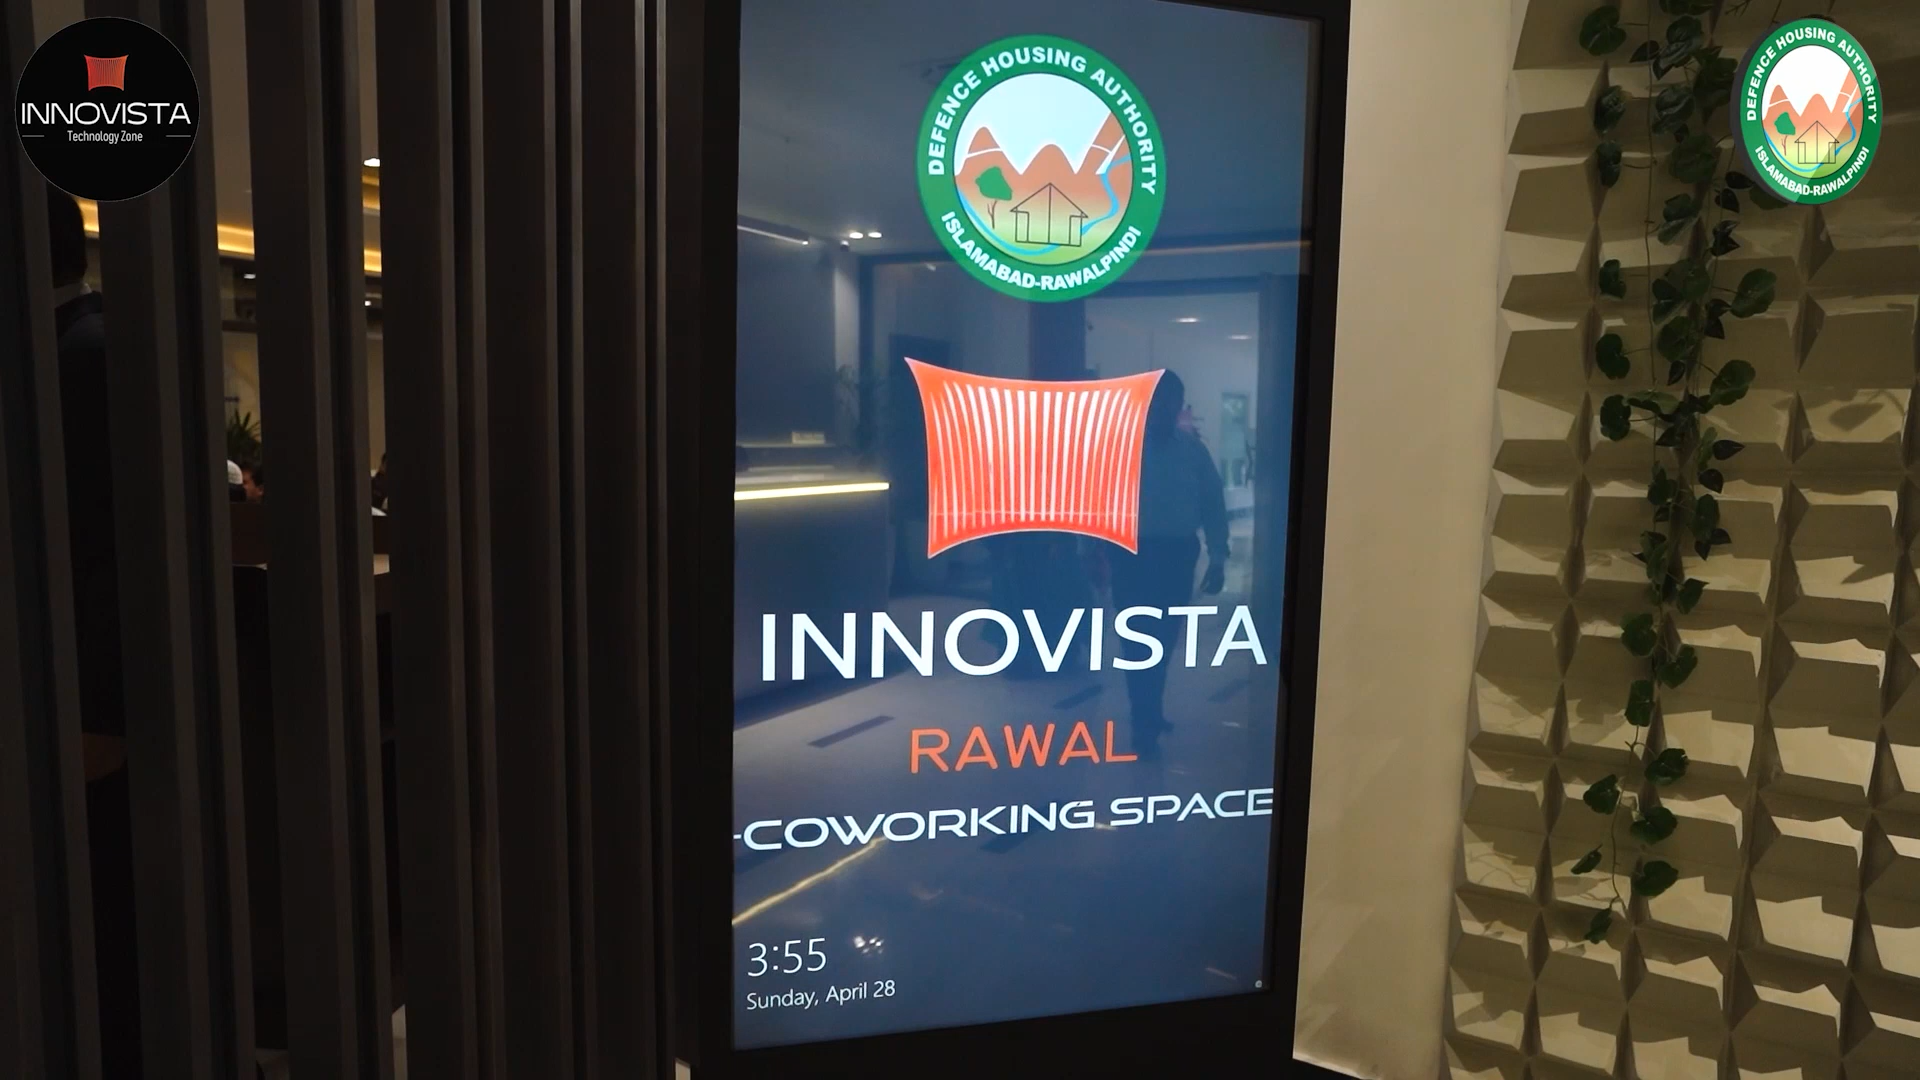 INNOVISTA
Technology Zone
DEFENCE HOUSING AUTHORITY
ISLAMABAD-RAWALPINDI
INNOVISTA
RAWAL
-COWORKING SPACE
3:55
Sunday, April 28
DEFENCE HOUSING AUTHORITY
ISLAMABAD-RAWALPINDI